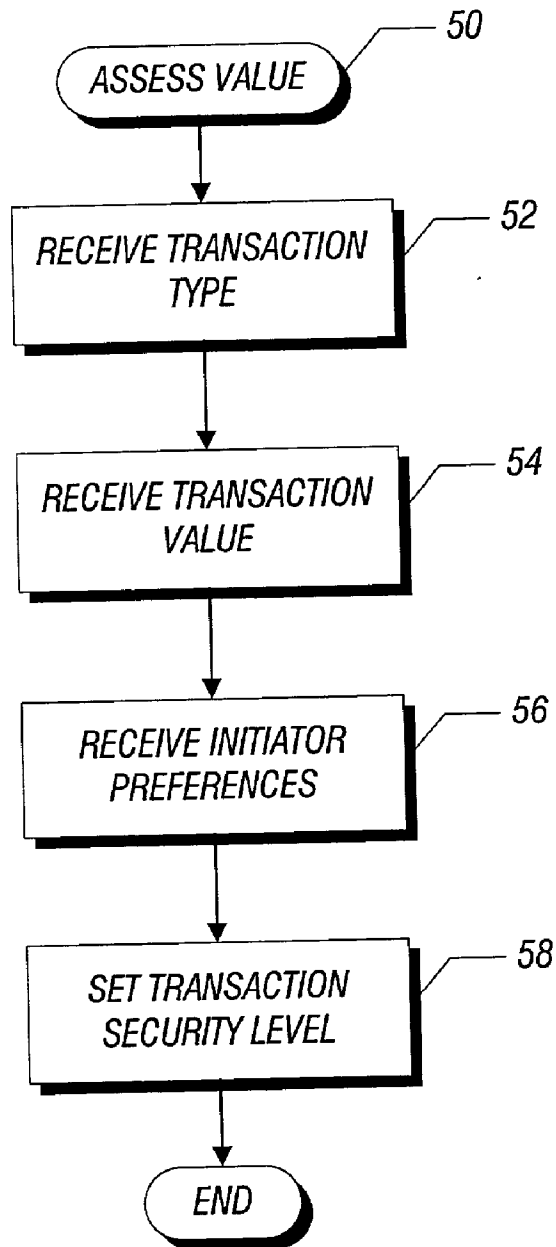 50
ASSESS VALUE
52
RECEIVE TRANSACTION
TYPE
54
RECEIVE TRANSACTION
VALUE
56
RECEIVE INITIATOR
PREFERENCES
58
SET TRANSACTION
SECURITY LEVEL
END